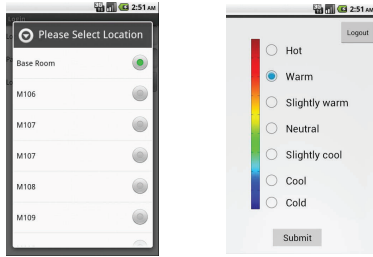 2:51 AM
Please Select Location
Base Room
M106
M107
M107
M108
M109
2:51 AM
Logout
Hot
Warm
Slightly warm
Neutral
Slightly cool
Cool
Cold
Submit